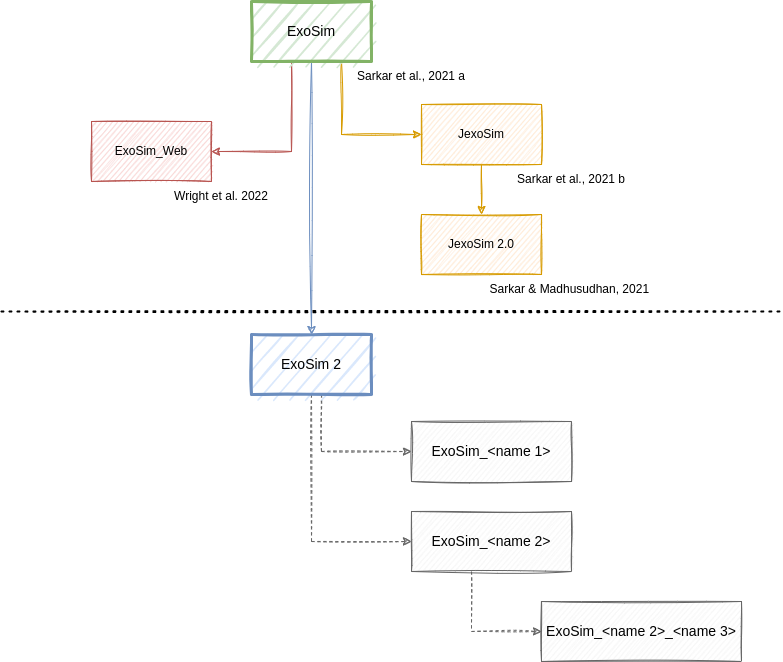 ExoSim
Sarkar et al., 2021 a
JexoSim
ExoSim_Web
Sarkar et al., 2021 b
Wright et al. 2022
JexoSim 2.0
Sarkar & Madhusudhan, 2021
ExoSim 2
ExoSim_<name 1>
ExoSim_<name 2>
ExoSim_<name 2>_<name 3>